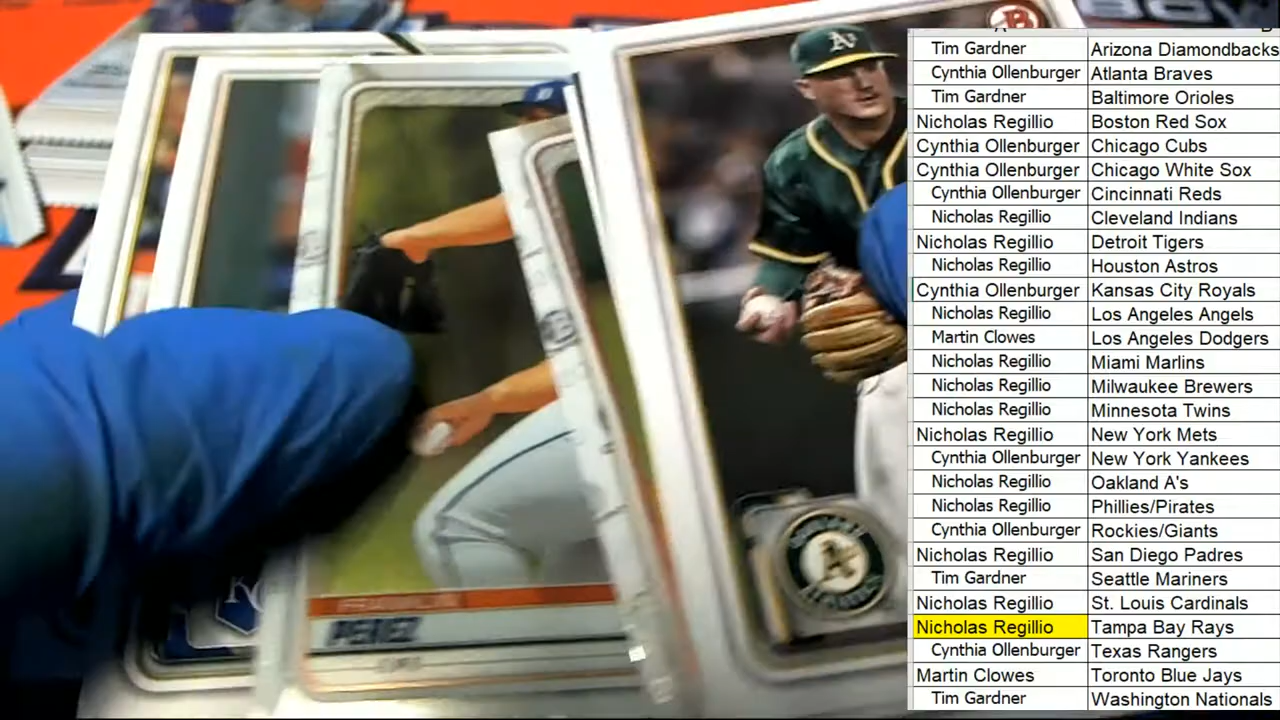 BOW
B
A
Tim Gardner Arizona Diamondbacks
Cynthia Ollenburger Atlanta Braves
Tim Gardner Baltimore Orioles
Nicholas Regillio Boston Red Sox
Cynthia Ollenburger Chicago Cubs
Cynthia Ollenburger Chicago White Sox
Cynthia Ollenburger Cincinnati Reds
Nicholas Regillio Cleveland Indians
Nicholas Regillio Detroit Tigers
Nicholas Regillio Houston Astros
Cynthia Ollenburger Kansas City Royals
Nicholas Regillio Los Angeles Angels
Martin Clowes Los Angeles Dodgers
Nicholas Regillio Miami Marlins
Nicholas Regillio Milwaukee Brewers
Nicholas Regillio Minnesota Twins
Nicholas Regillio New York Mets
Cynthia Ollenburger New York Yankees
Nicholas Regillio Oakland A's
Nicholas Regillio Phillies/Pirates
Cynthia Ollenburger Rockies/Giants
Nicholas Regillio San Diego Padres
Tim Gardner Seattle Mariners
Nicholas Regillio St. Louis Cardinals
Nicholas Regillio Tampa Bay Rays
Cynthia Ollenburger Texas Rangers
Martin Clowes Toronto Blue Jays
Tim Gardner Washington Nationals
A's
A's
KC
FRANKLIN
PEREZ